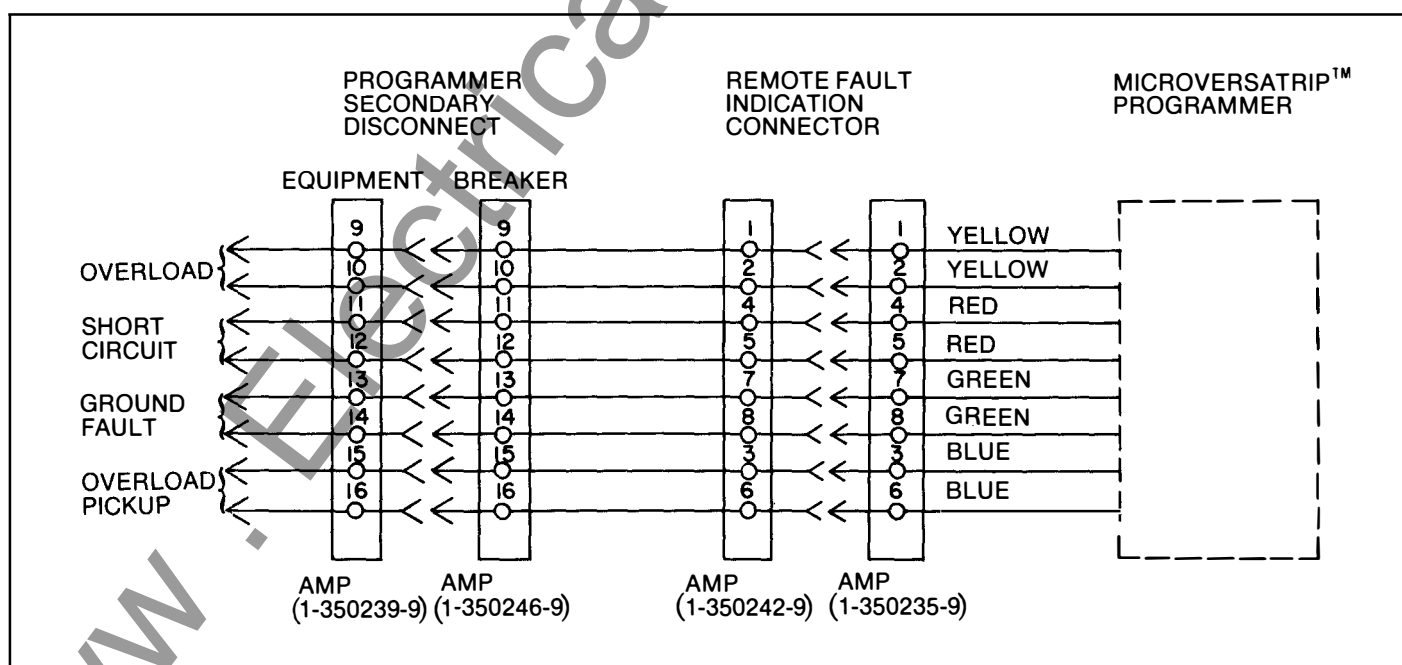 PROGRAMMER
SECONDARY
DISCONNECT
REMOTE FAULT
INDICATION
CONNECTOR
MICROVERSATRIP™
PROGRAMMER
EQUIPMENT
BREAKER
9 9 1 1 YELLOW
OVERLOAD
10 10 2 2 YELLOW
11 11 4 4 RED
SHORT
CIRCUIT
12 12 5 5 RED
13 13 7 7 GREEN
GROUND
FAULT
14 14 8 8 GREEN
15 15 3 3 BLUE
OVERLOAD
PICKUP
16 16 6 6 BLUE
AMP
(1-350239-9)
AMP
(1-350246-9)
AMP
(1-350242-9)
AMP
(1-350235-9)
ww . Electrica